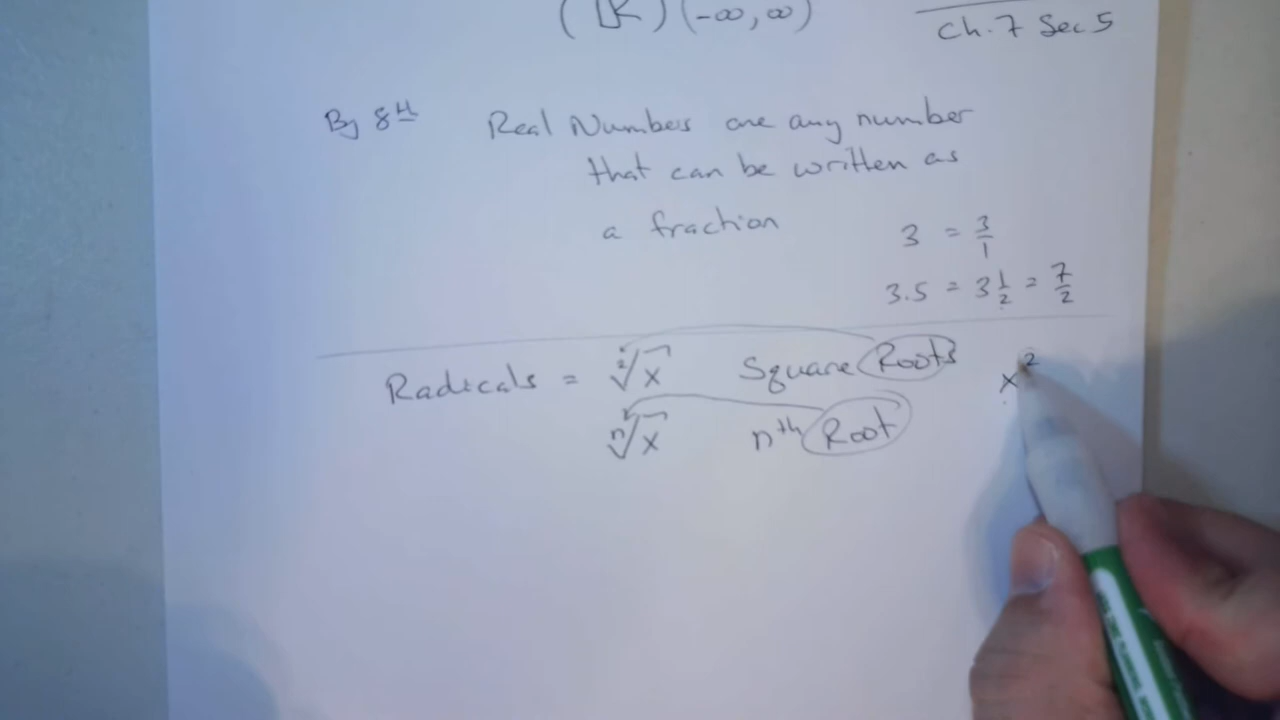 (ℝ) (-∞, ∞)
Ch. 7 Sec 5
By 8th Real Numbers are any number
that can be written as
a fraction
3 = 3/1
3.5 = 3 1/2 = 7/2
Radicals = ²√x Square Roots x²
ⁿ√x nth Root